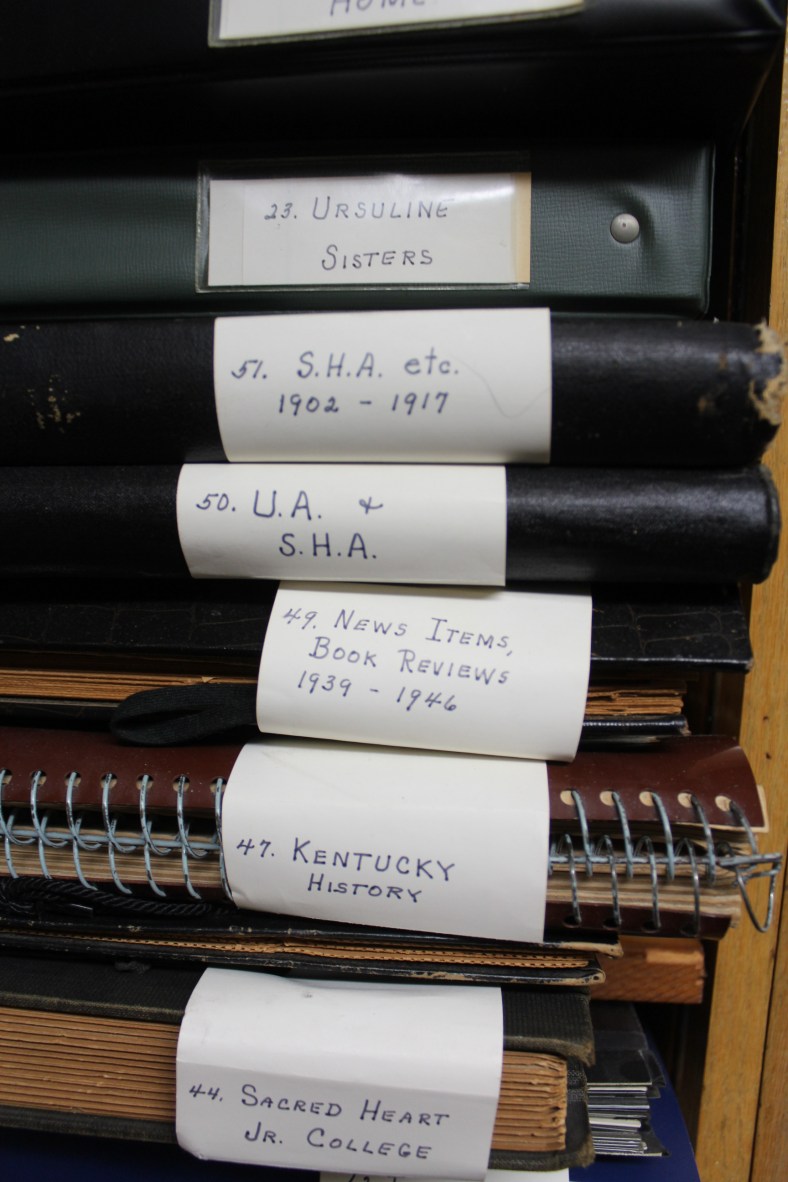 HOME
23. URSULINE
SISTERS
51. S.H.A. etc.
1902 - 1917
50. U.A. &
S.H.A.
49. NEWS ITEMS,
BOOK REVIEWS
1939 - 1946
47. KENTUCKY
HISTORY
44. SACRED HEART
JR. COLLEGE